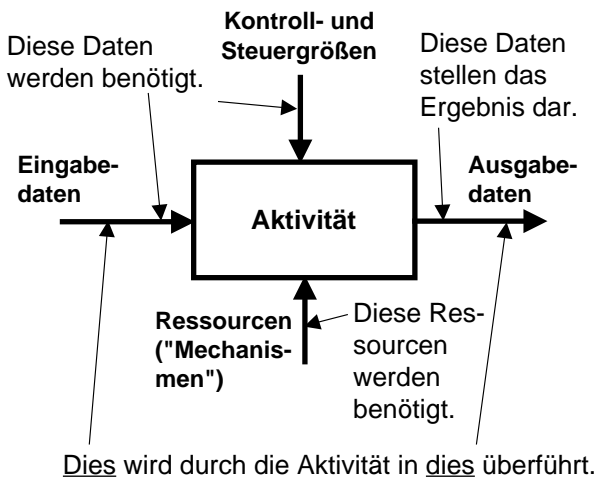 Kontroll- und
Steuergrößen
Diese Daten
werden benötigt.
Diese Daten
stellen das
Ergebnis dar.
Eingabe-
daten
Ausgabe-
daten
Aktivität
Ressourcen
("Mechanis-
men")
Diese Res-
sourcen
werden
benötigt.
Dies wird durch die Aktivität in dies überführt.